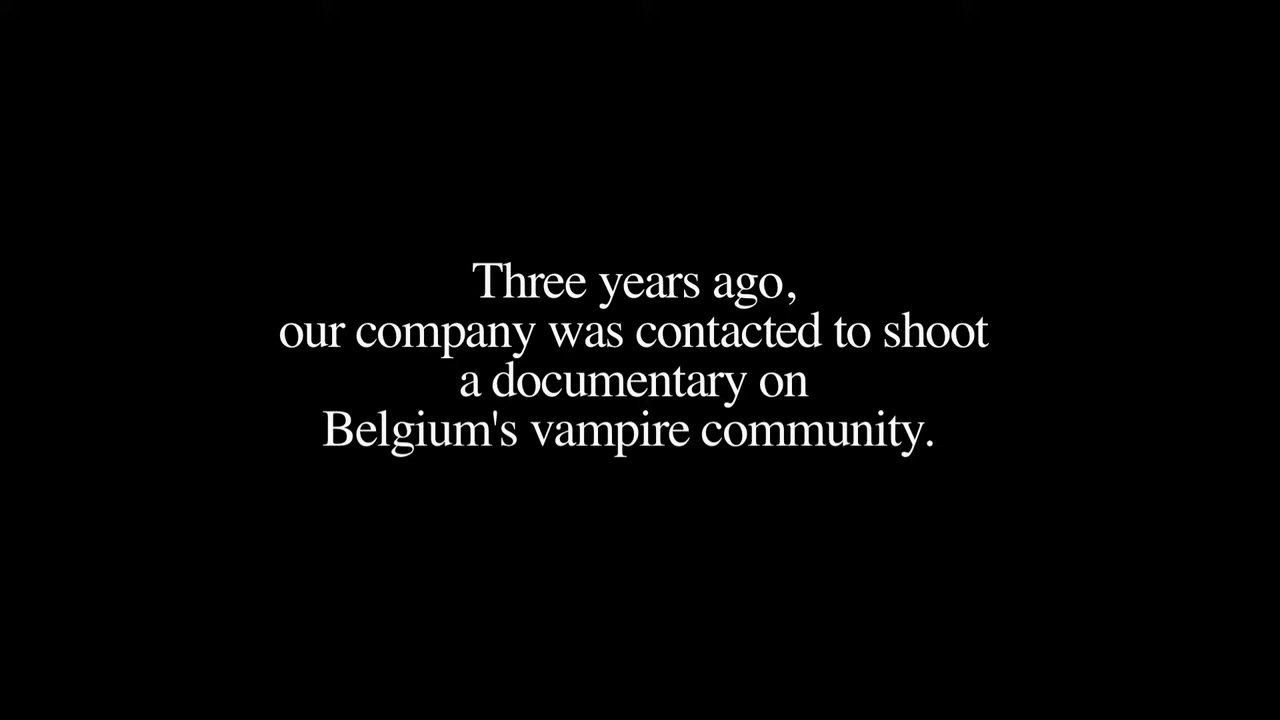 Three years ago,
our company was contacted to shoot
a documentary on
Belgium's vampire community.